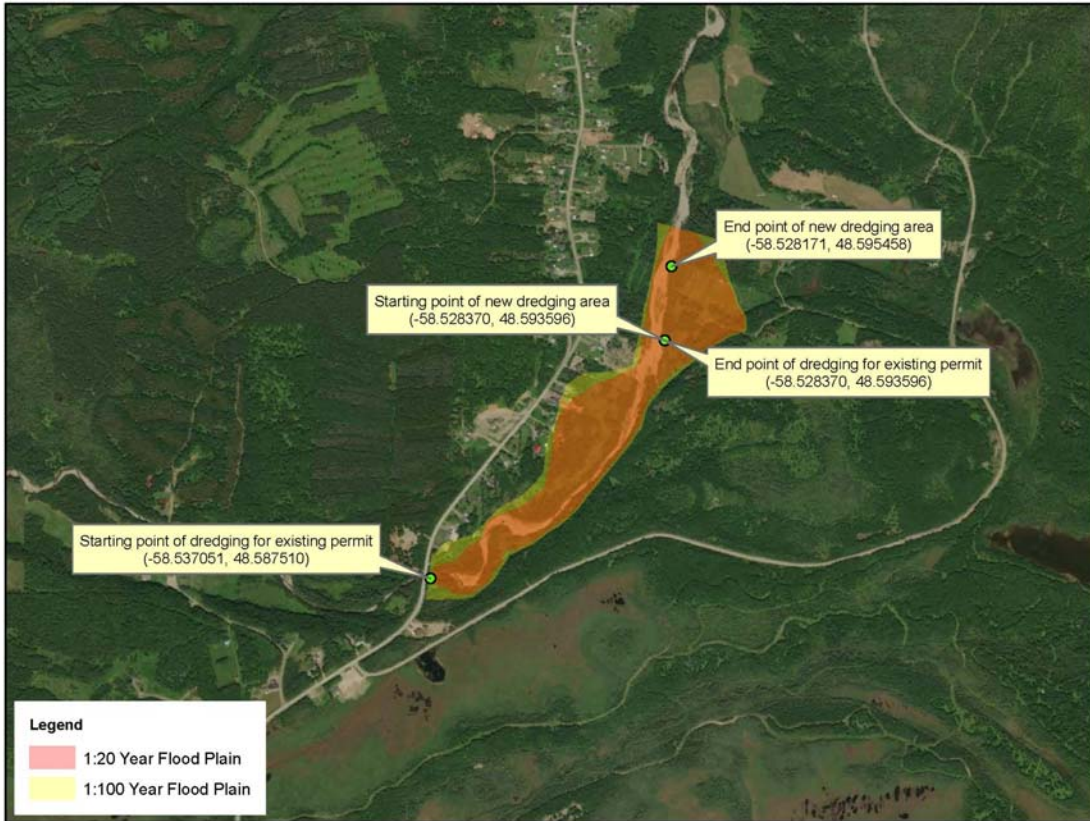 End point of new dredging area
(-58.528171, 48.595458)
Starting point of new dredging area
(-58.528370, 48.593596)
End point of dredging for existing permit
(-58.528370, 48.593596)
Starting point of dredging for existing permit
(-58.537051, 48.587510)
Legend
1:20 Year Flood Plain
1:100 Year Flood Plain